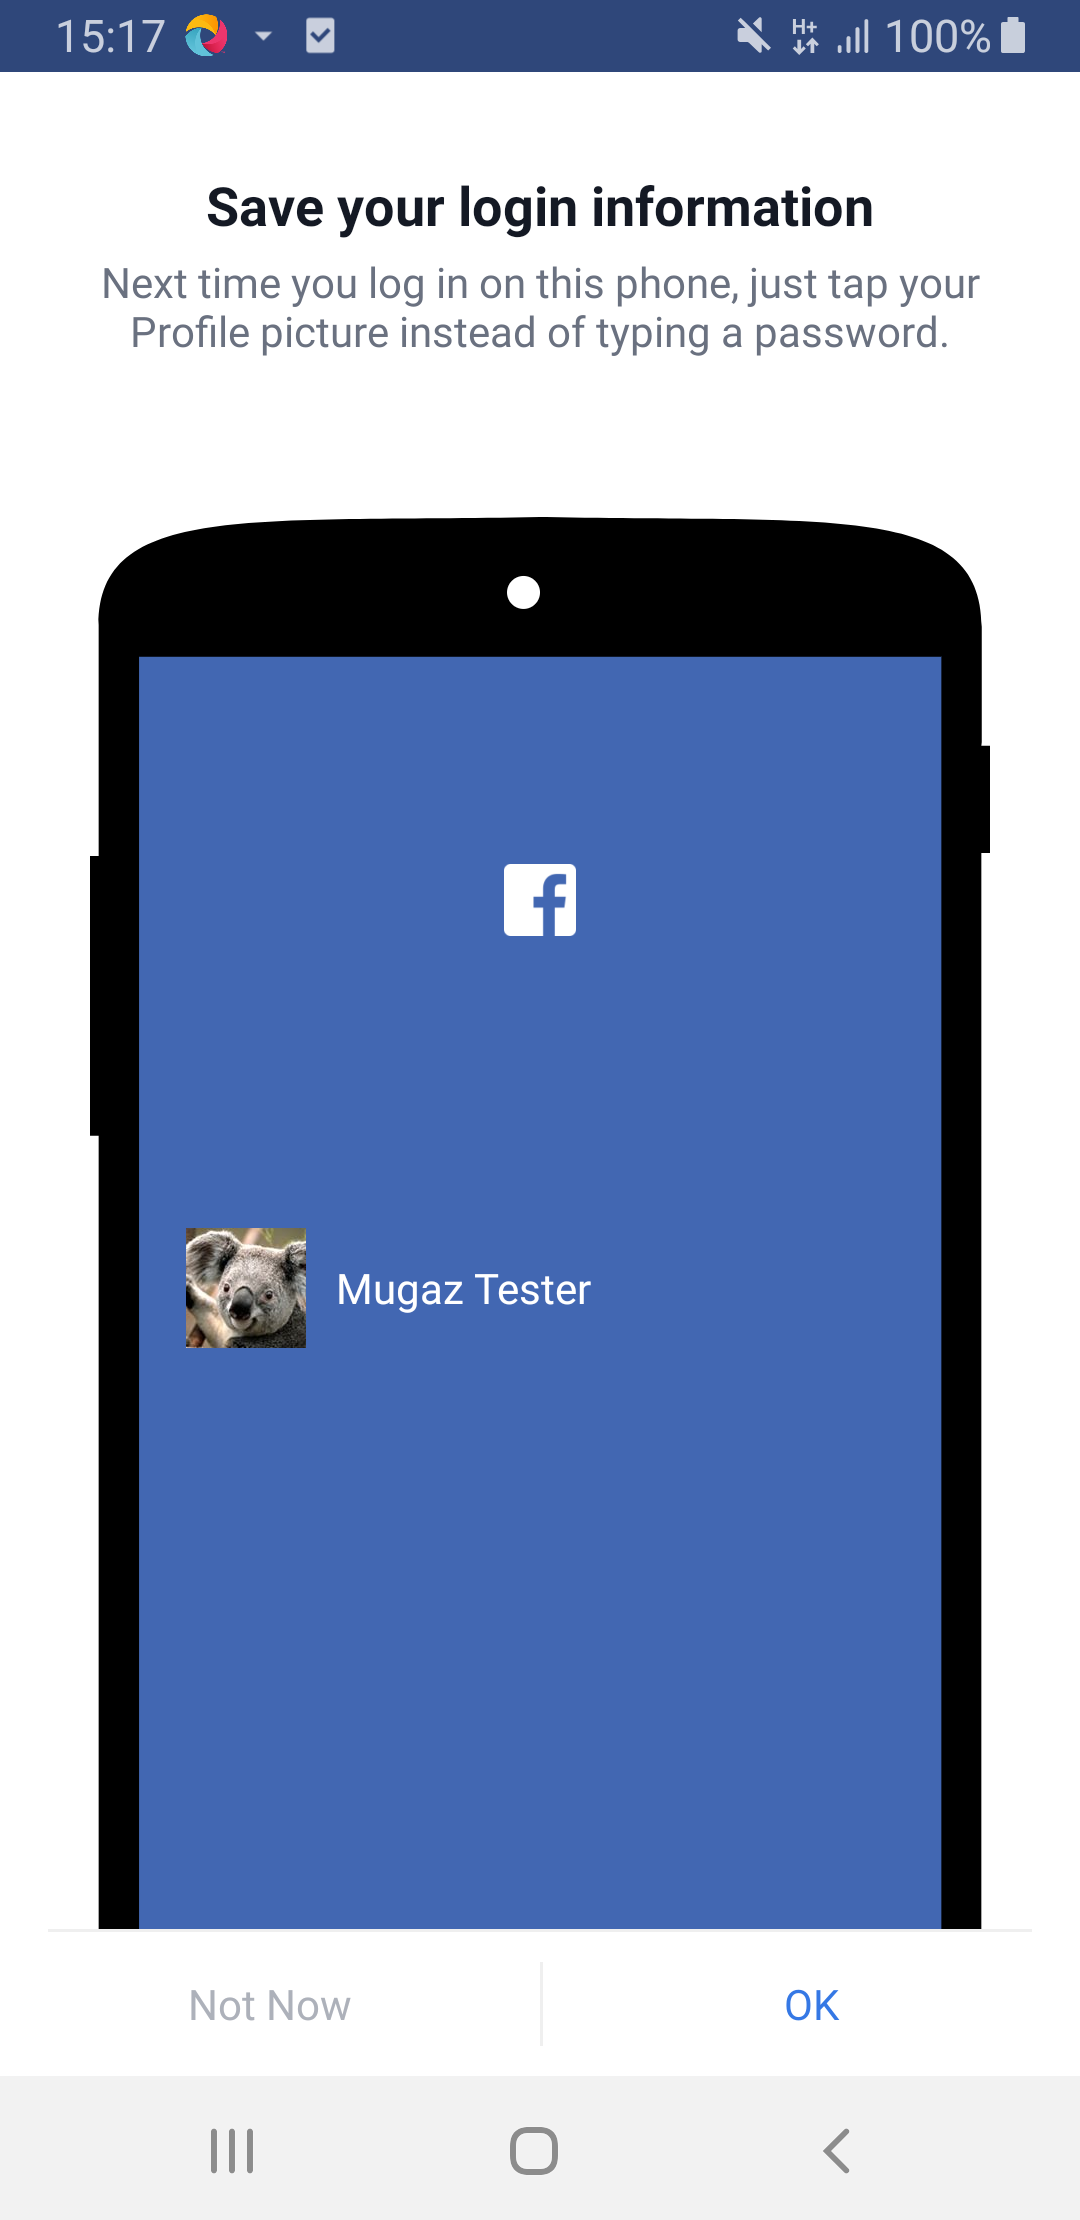 15:17 H+ 100%
Save your login information
Next time you log in on this phone, just tap your
Profile picture instead of typing a password.
f
Mugaz Tester
Not Now OK